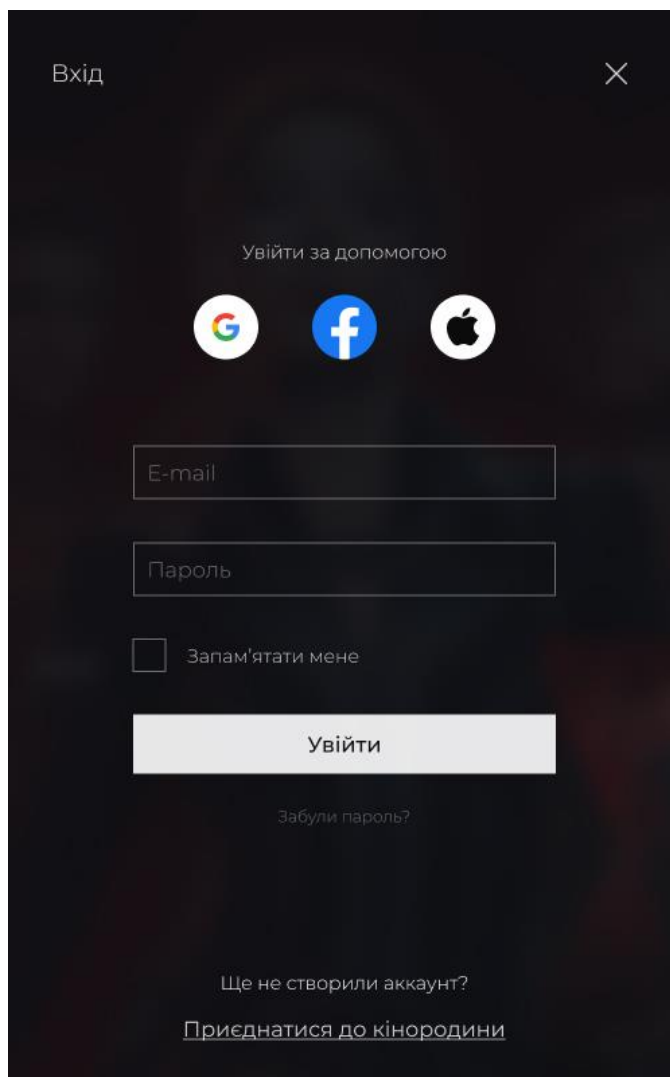 Вхід
Увійти за допомогою
E-mail
Пароль
Запам'ятати мене
Увійти
Забули пароль?
Ще не створили аккаунт?
Приєднатися до кінородини